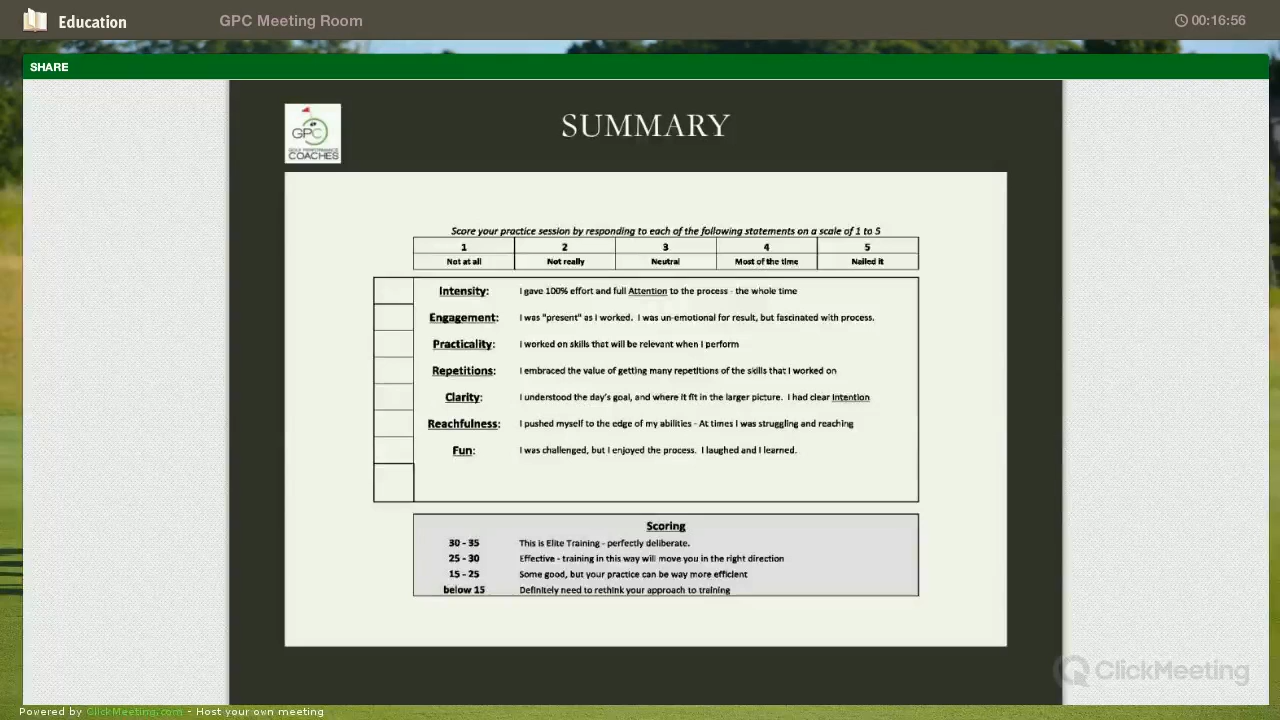 Education
GPC Meeting Room
00:16:56
SHARE
GPC
GOLF PERFORMANCE
COACHES
SUMMARY
Score your practice session by responding to each of the following statements on a scale of 1 to 5
1 2 3 4 5
Not at all Not really Neutral Most of the time Nailed it
Intensity: I gave 100% effort and full Attention to the process - the whole time
Engagement: I was "present" as I worked. I was un-emotional for result, but fascinated with process.
Practicality: I worked on skills that will be relevant when I perform
Repetitions: I embraced the value of getting many repetitions of the skills that I worked on
Clarity: I understood the day's goal, and where it fit in the larger picture. I had clear Intention
Reachfulness: I pushed myself to the edge of my abilities - At times I was struggling and reaching
Fun: I was challenged, but I enjoyed the process. I laughed and I learned.
Scoring
30 - 35 This is Elite Training - perfectly deliberate.
25 - 30 Effective - training in this way will move you in the right direction
15 - 25 Some good, but your practice can be way more efficient
below 15 Definitely need to rethink your approach to training
ClickMeeting
Powered by ClickMeeting.com - Host your own meeting